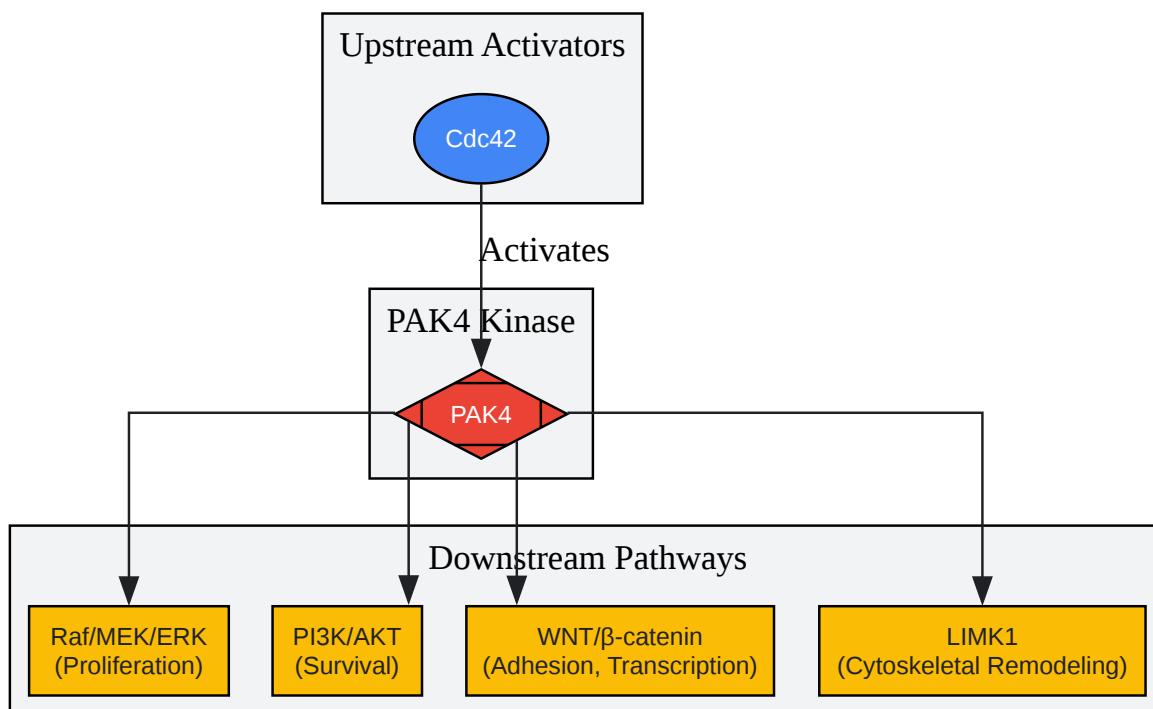 Upstream Activators
Cdc42
Activates
PAK4 Kinase
PAK4
Downstream Pathways
Raf/MEK/ERK
(Proliferation)
PI3K/AKT
(Survival)
WNT/β-catenin
(Adhesion, Transcription)
LIMK1
(Cytoskeletal Remodeling)